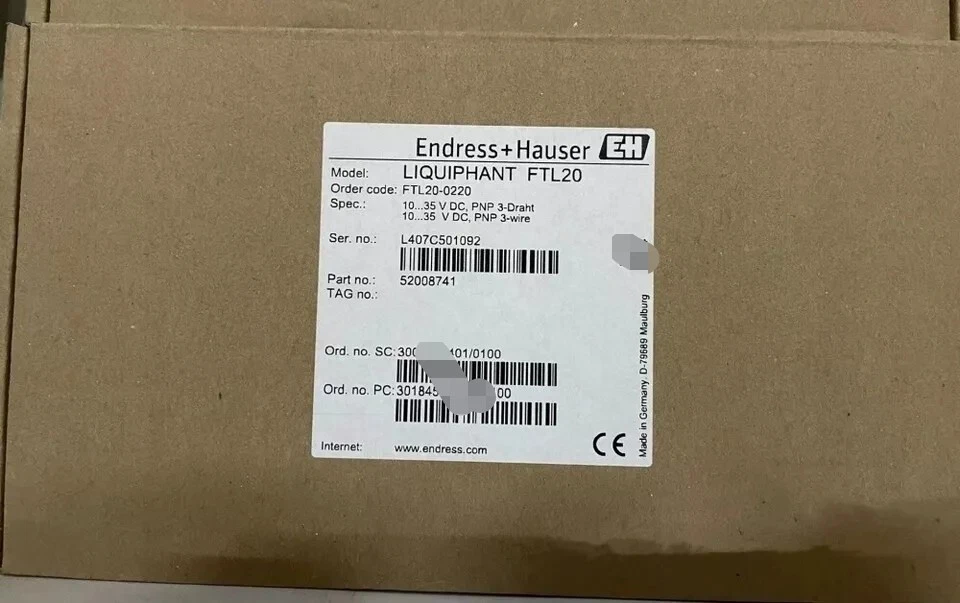 Endress+Hauser EH
Model: LIQUIPHANT FTL20
Order code: FTL20-0220
Spec.: 10...35 V DC, PNP 3-Draht
10...35 V DC, PNP 3-wire
Ser. no.: L407C501092
Part no.: 52008741
TAG no.:
Ord. no. SC: 401/0100
Ord. no. PC: 
Internet: www.endress.com
CE
Made in Germany, D-79689 Maulburg